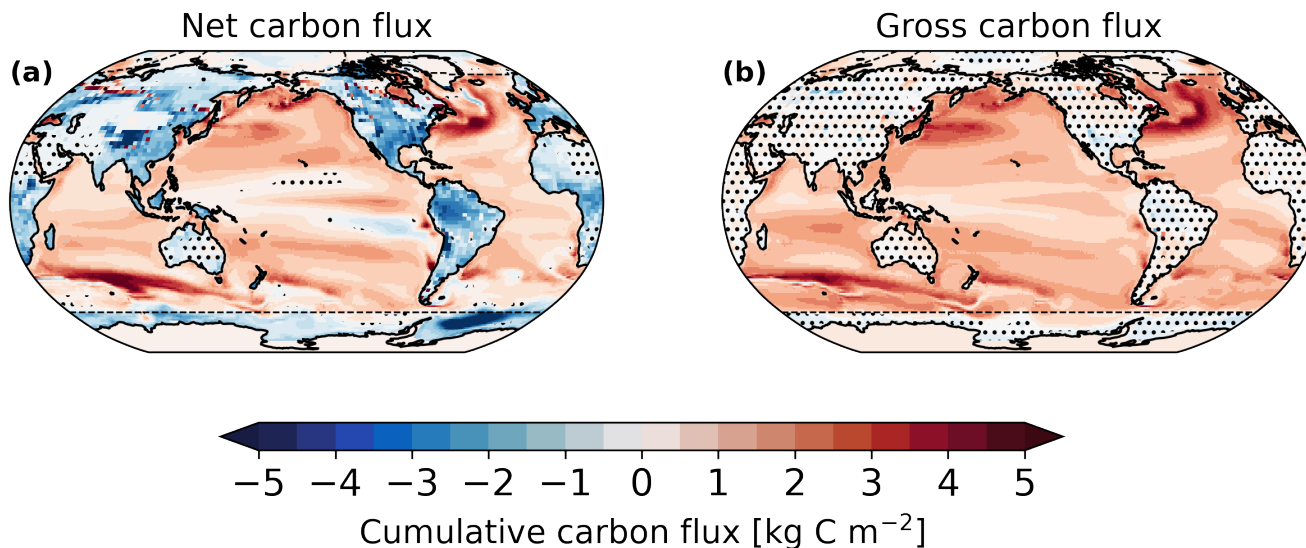 Net carbon flux
Gross carbon flux
(a)
(b)
−5 −4 −3 −2 −1 0 1 2 3 4 5
Cumulative carbon flux [kg C m⁻²]